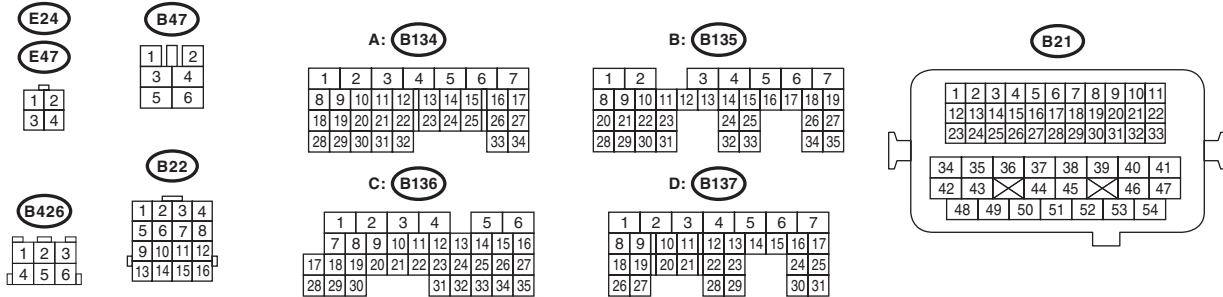 E24
E47
1 2
3 4
B47
1 2
3 4
5 6
B426
1 2 3
4 5 6
B22
1 2 3 4
5 6 7 8
9 10 11 12
13 14 15 16
A: B134
1 2 3 4 5 6 7
8 9 10 11 12 13 14 15 16 17
18 19 20 21 22 23 24 25 26 27
28 29 30 31 32 33 34
B: B135
1 2 3 4 5 6 7
8 9 10 11 12 13 14 15 16 17 18 19
20 21 22 23 24 25 26 27
28 29 30 31 32 33 34 35
C: B136
1 2 3 4 5 6
7 8 9 10 11 12 13 14 15 16
17 18 19 20 21 22 23 24 25 26 27
28 29 30 31 32 33 34 35
D: B137
1 2 3 4 5 6 7
8 9 10 11 12 13 14 15 16 17
18 19 20 21 22 23 24 25
26 27 28 29 30 31
B21
1 2 3 4 5 6 7 8 9 10 11
12 13 14 15 16 17 18 19 20 21 22
23 24 25 26 27 28 29 30 31 32 33
34 35 36 37 38 39 40 41
42 43 44 45 46 47
48 49 50 51 52 53 54